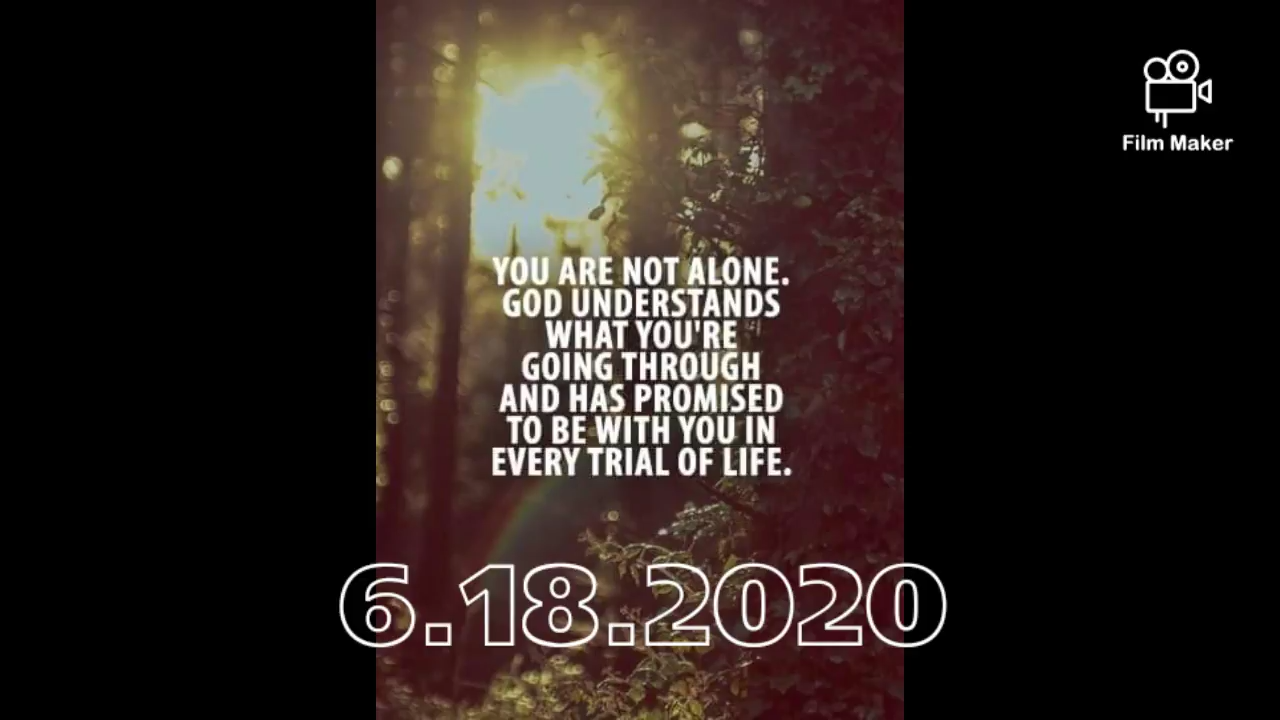 Film Maker
YOU ARE NOT ALONE.
GOD UNDERSTANDS
WHAT YOU'RE
GOING THROUGH
AND HAS PROMISED
TO BE WITH YOU IN
EVERY TRIAL OF LIFE.
6.18.2020